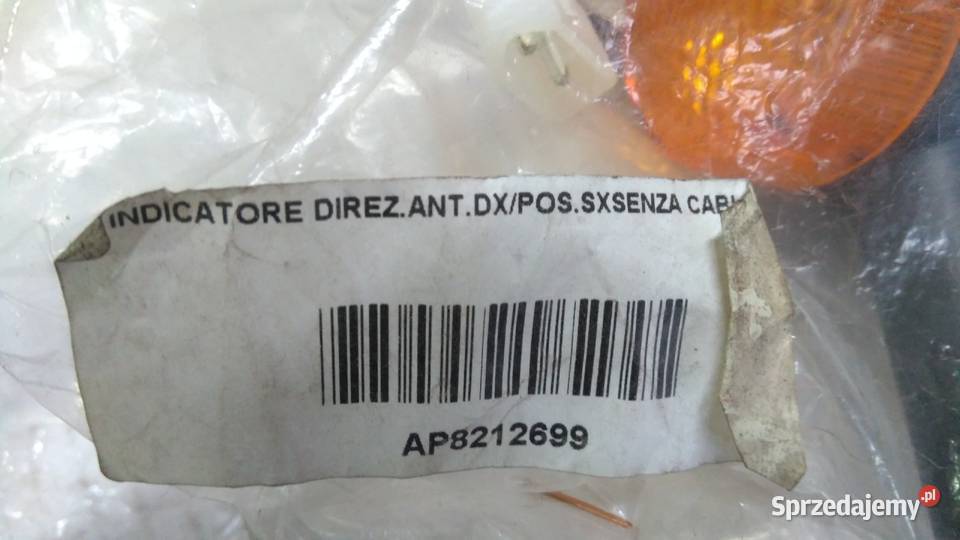 INDICATORE DIREZ.ANT.DX/POS.SXSENZA
AP8212699
Sprzedajemy.pl